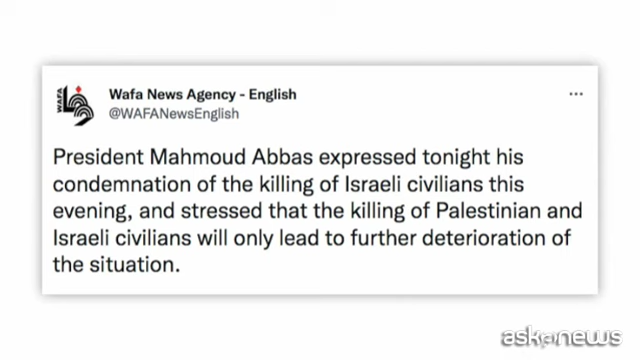 WAFA
Wafa News Agency - English
@WAFANewsEnglish
President Mahmoud Abbas expressed tonight his
condemnation of the killing of Israeli civilians this
evening, and stressed that the killing of Palestinian and
Israeli civilians will only lead to further deterioration of
the situation.
askanews